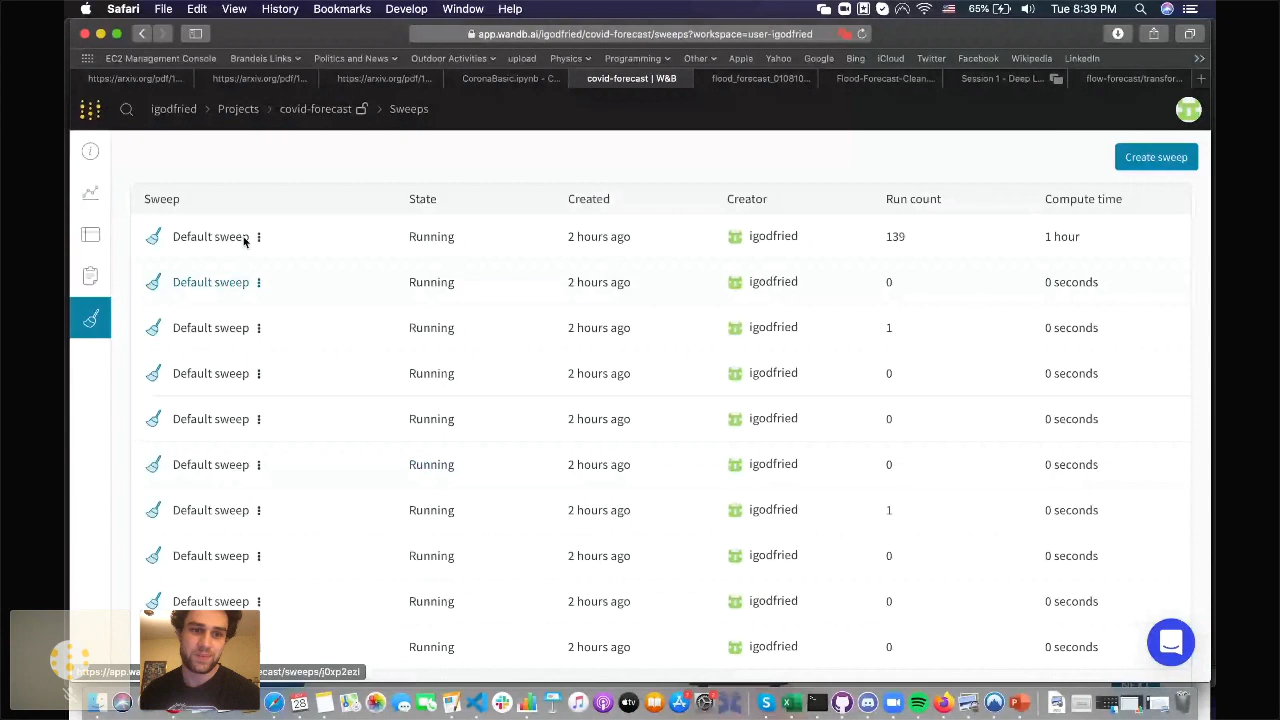 Safari File Edit View History Bookmarks Develop Window Help 65% Tue 8:39 PM
app.wandb.ai/igodfried/covid-forecast/sweeps?workspace=user-igodfried
EC2 Management Console Brandeis Links Politics and News Outdoor Activities upload Physics Programming Other Apple Yahoo Google Bing iCloud Twitter Facebook Wikipedia LinkedIn
https://arxiv.org/pdf/1... https://arxiv.org/pdf/1... https://arxiv.org/pdf/1... CoronaBasic.ipynb - C... covid-forecast | W&B flood_forecast_010810... Flood-Forecast-Clean.... Session 1 - Deep L... flow-forecast/transfor...
igodfried > Projects > covid-forecast > Sweeps
Create sweep
Sweep State Created Creator Run count Compute time
Default sweep Running 2 hours ago igodfried 139 1 hour
Default sweep Running 2 hours ago igodfried 0 0 seconds
Default sweep Running 2 hours ago igodfried 1 0 seconds
Default sweep Running 2 hours ago igodfried 0 0 seconds
Default sweep Running 2 hours ago igodfried 0 0 seconds
Default sweep Running 2 hours ago igodfried 0 0 seconds
Default sweep Running 2 hours ago igodfried 1 0 seconds
Default sweep Running 2 hours ago igodfried 0 0 seconds
Default sweep Running 2 hours ago igodfried 0 0 seconds
Running 2 hours ago igodfried 0 0 seconds
https://app.wa ecast/sweeps/j0xp2ezl
28